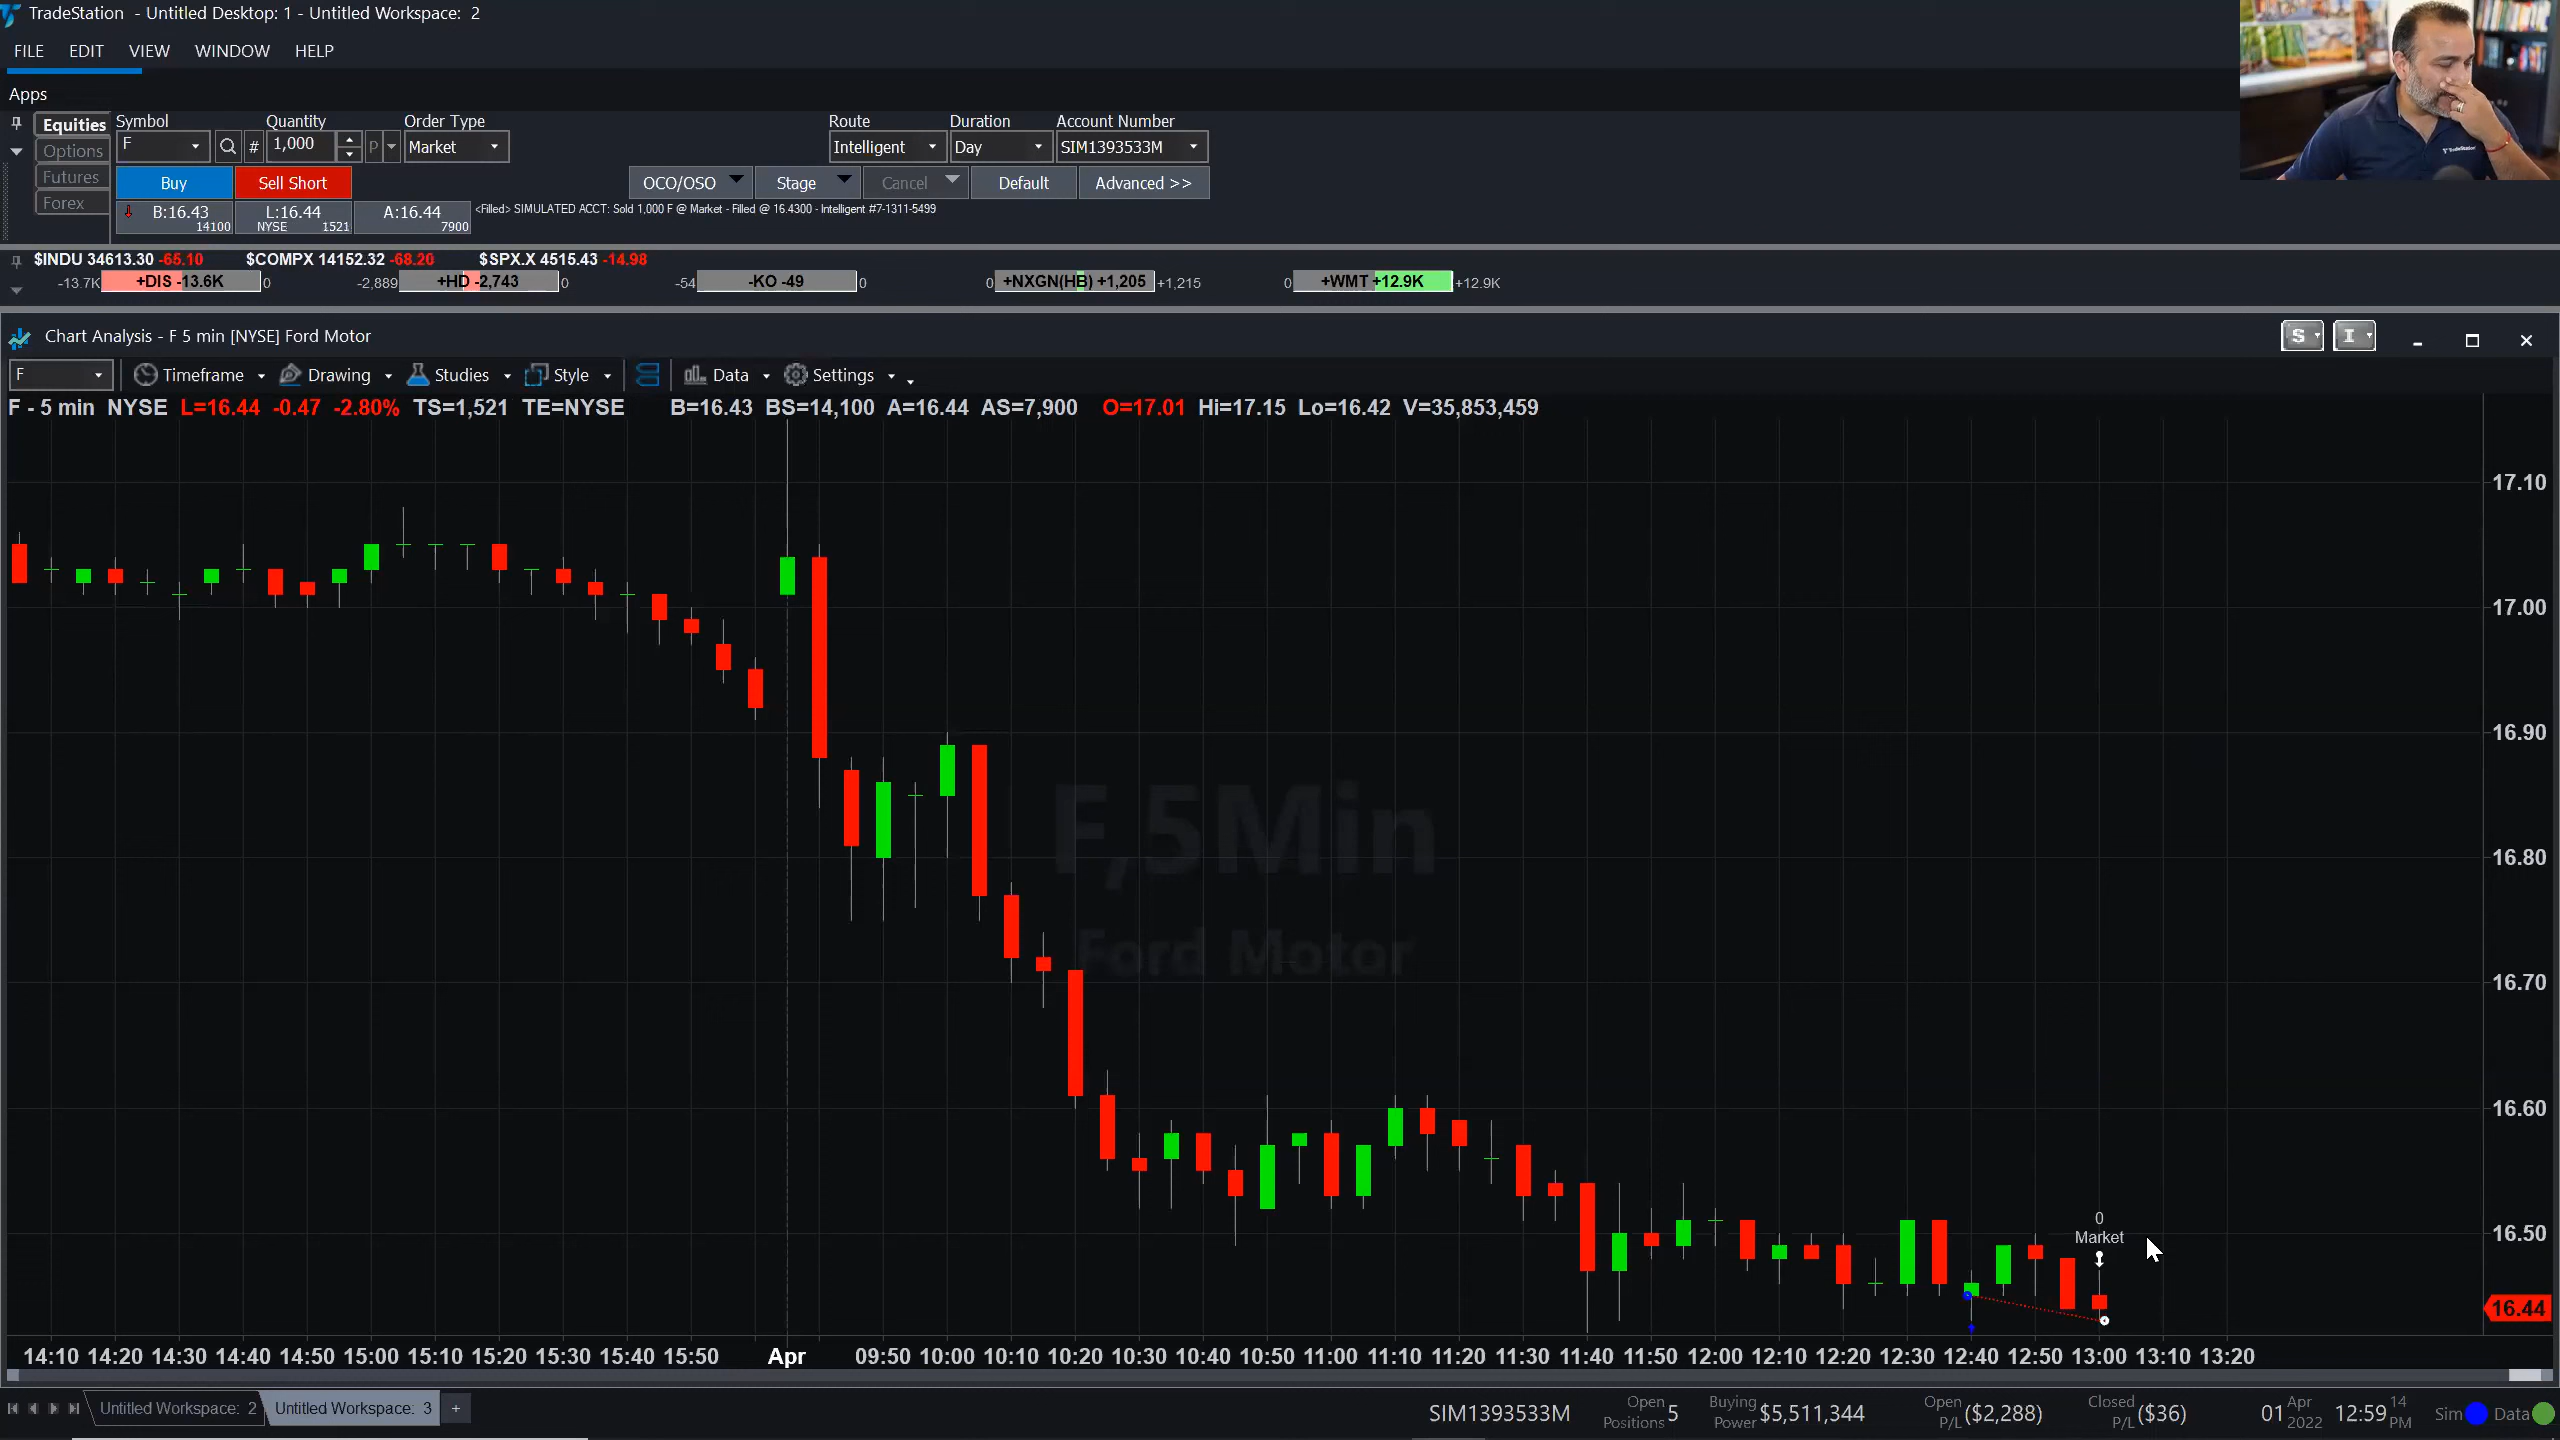 TradeStation - Untitled Desktop: 1 - Untitled Workspace: 2
FILE EDIT VIEW WINDOW HELP
Apps
Equities Symbol Quantity Order Type Route Duration Account Number
F # 1,000 P Market Intelligent Day SIM1393533M
Options
Futures
Forex
Buy Sell Short OCO/OSO Stage Cancel Default Advanced >>
B:16.43 L:16.44 A:16.44 <Filled> SIMULATED ACCT: Sold 1,000 F @ Market - Filled @ 16.4300 - Intelligent #7-1311-5499
14100 NYSE 1521 7900
$INDU 34613.30 -65.10 $COMPX 14152.32 -68.20 $SPX.X 4515.43 -14.98
-13.7K +DIS -13.6K 0 -2,889 +HD -2,743 0 -54 -KO -49 0 0 +NXGN(HB) +1,205 +1,215 0 +WMT +12.9K +12.9K
Chart Analysis - F 5 min [NYSE] Ford Motor
S I
F Timeframe Drawing Studies Style Data Settings
F - 5 min NYSE L=16.44 -0.47 -2.80% TS=1,521 TE=NYSE B=16.43 BS=14,100 A=16.44 AS=7,900 O=17.01 Hi=17.15 Lo=16.42 V=35,853,459
17.10
17.00
16.90
16.80
F,5Min
Ford Motor
16.70
16.60
16.50
0
Market
16.44
14:10 14:20 14:30 14:40 14:50 15:00 15:10 15:20 15:30 15:40 15:50 Apr 09:50 10:00 10:10 10:20 10:30 10:40 10:50 11:00 11:10 11:20 11:30 11:40 11:50 12:00 12:10 12:20 12:30 12:40 12:50 13:00 13:10 13:20
Untitled Workspace: 2 Untitled Workspace: 3 +
SIM1393533M Open Positions 5 Buying Power $5,511,344 Open P/L ($2,288) Closed P/L ($36) 01 Apr 2022 12:59 14 PM Sim Data
TradeStation